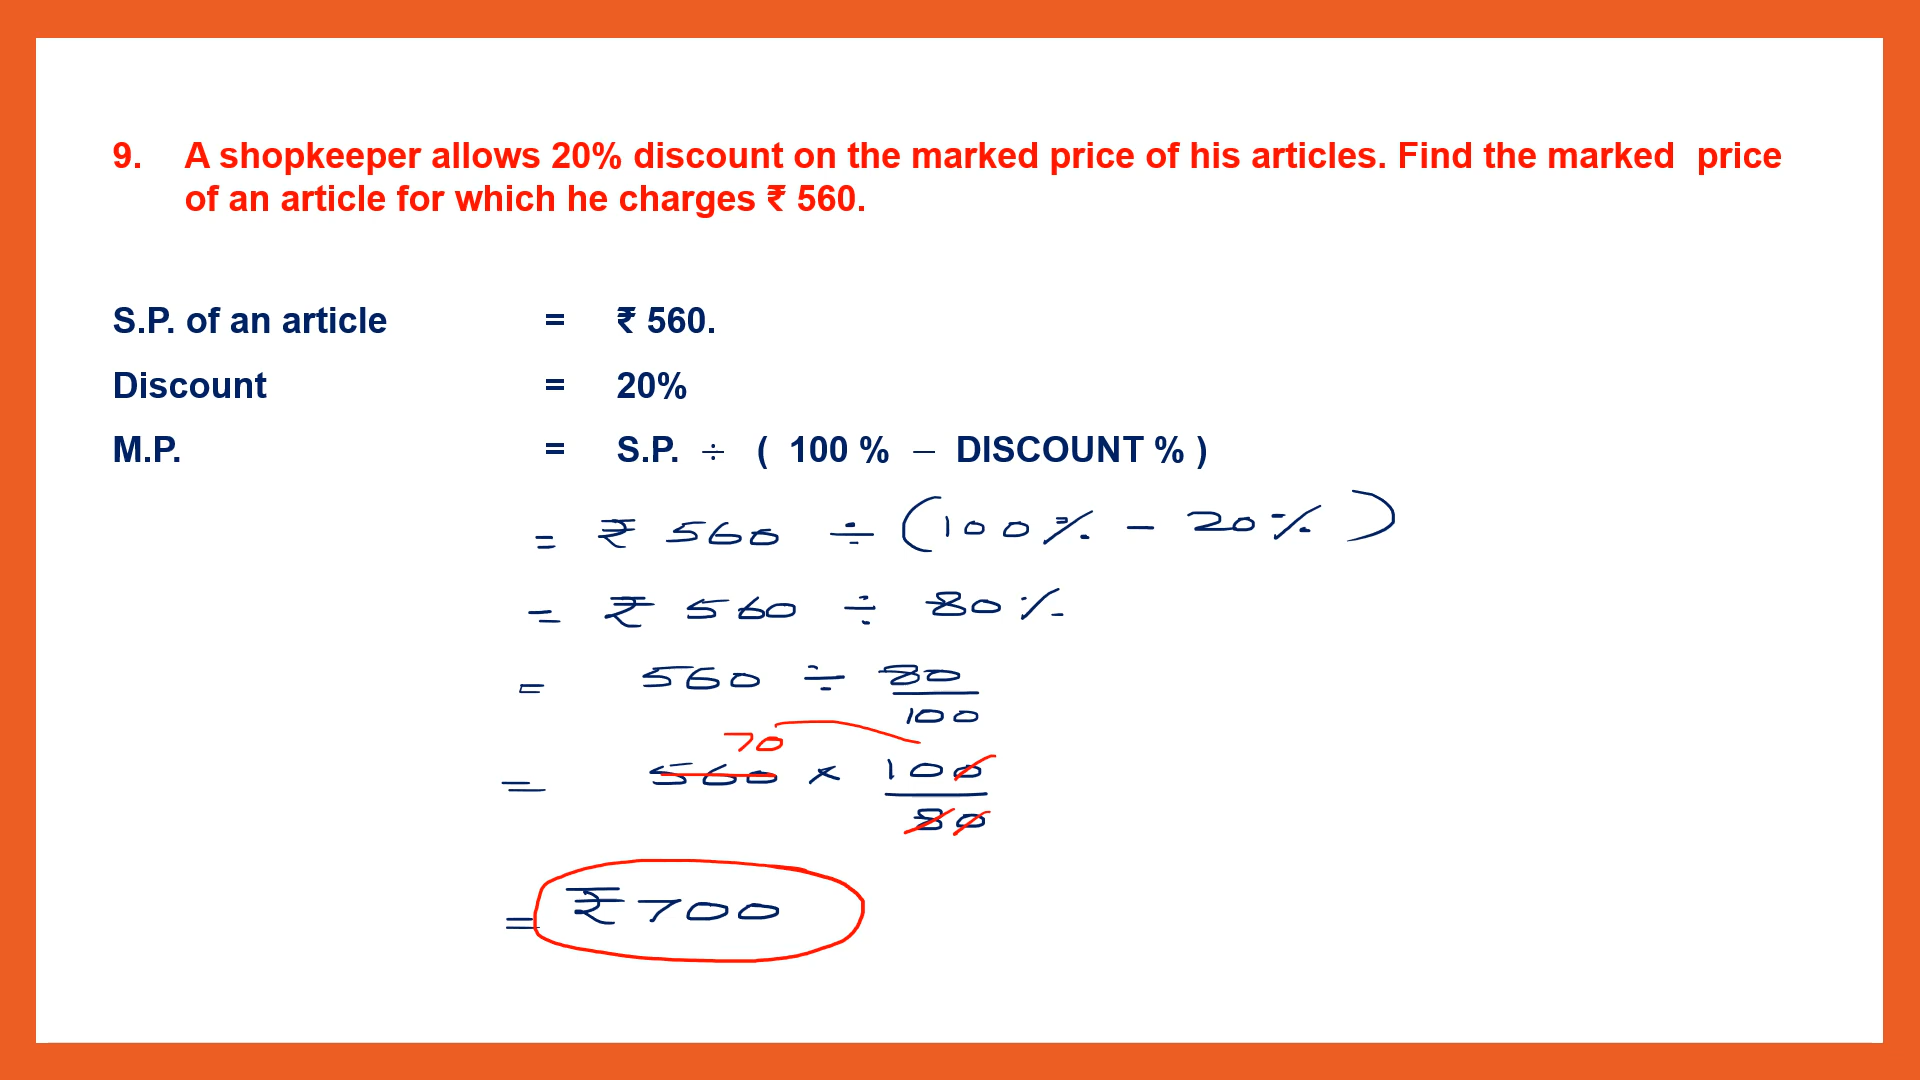 9. A shopkeeper allows 20% discount on the marked price of his articles. Find the marked price
of an article for which he charges ₹ 560.
S.P. of an article = ₹ 560.
Discount = 20%
M.P. = S.P. ÷ ( 100 % – DISCOUNT % )
= ₹ 560 ÷ (100% - 20%)
= ₹ 560 ÷ 80%
= 560 ÷ 80
100
70
= 560 × 100
80
= ₹700